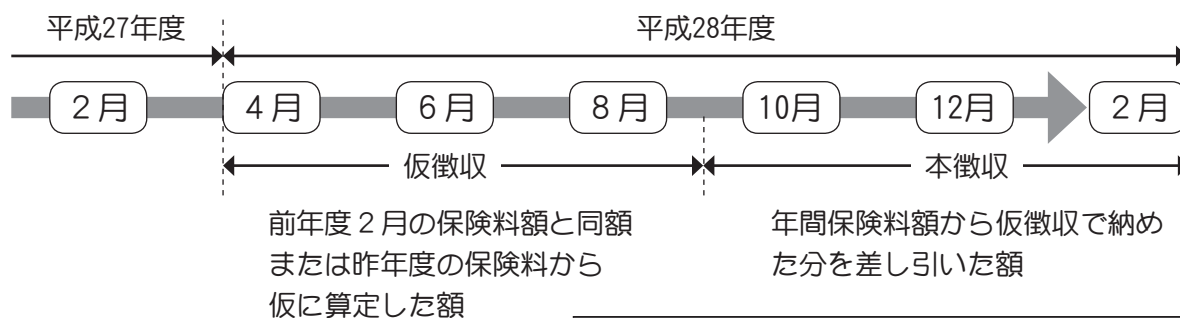 平成27年度
平成28年度
2月
4月
6月
8月
10月
12月
2月
仮徴収
本徴収
前年度2月の保険料額と同額
または昨年度の保険料から
仮に算定した額
年間保険料額から仮徴収で納め
た分を差し引いた額